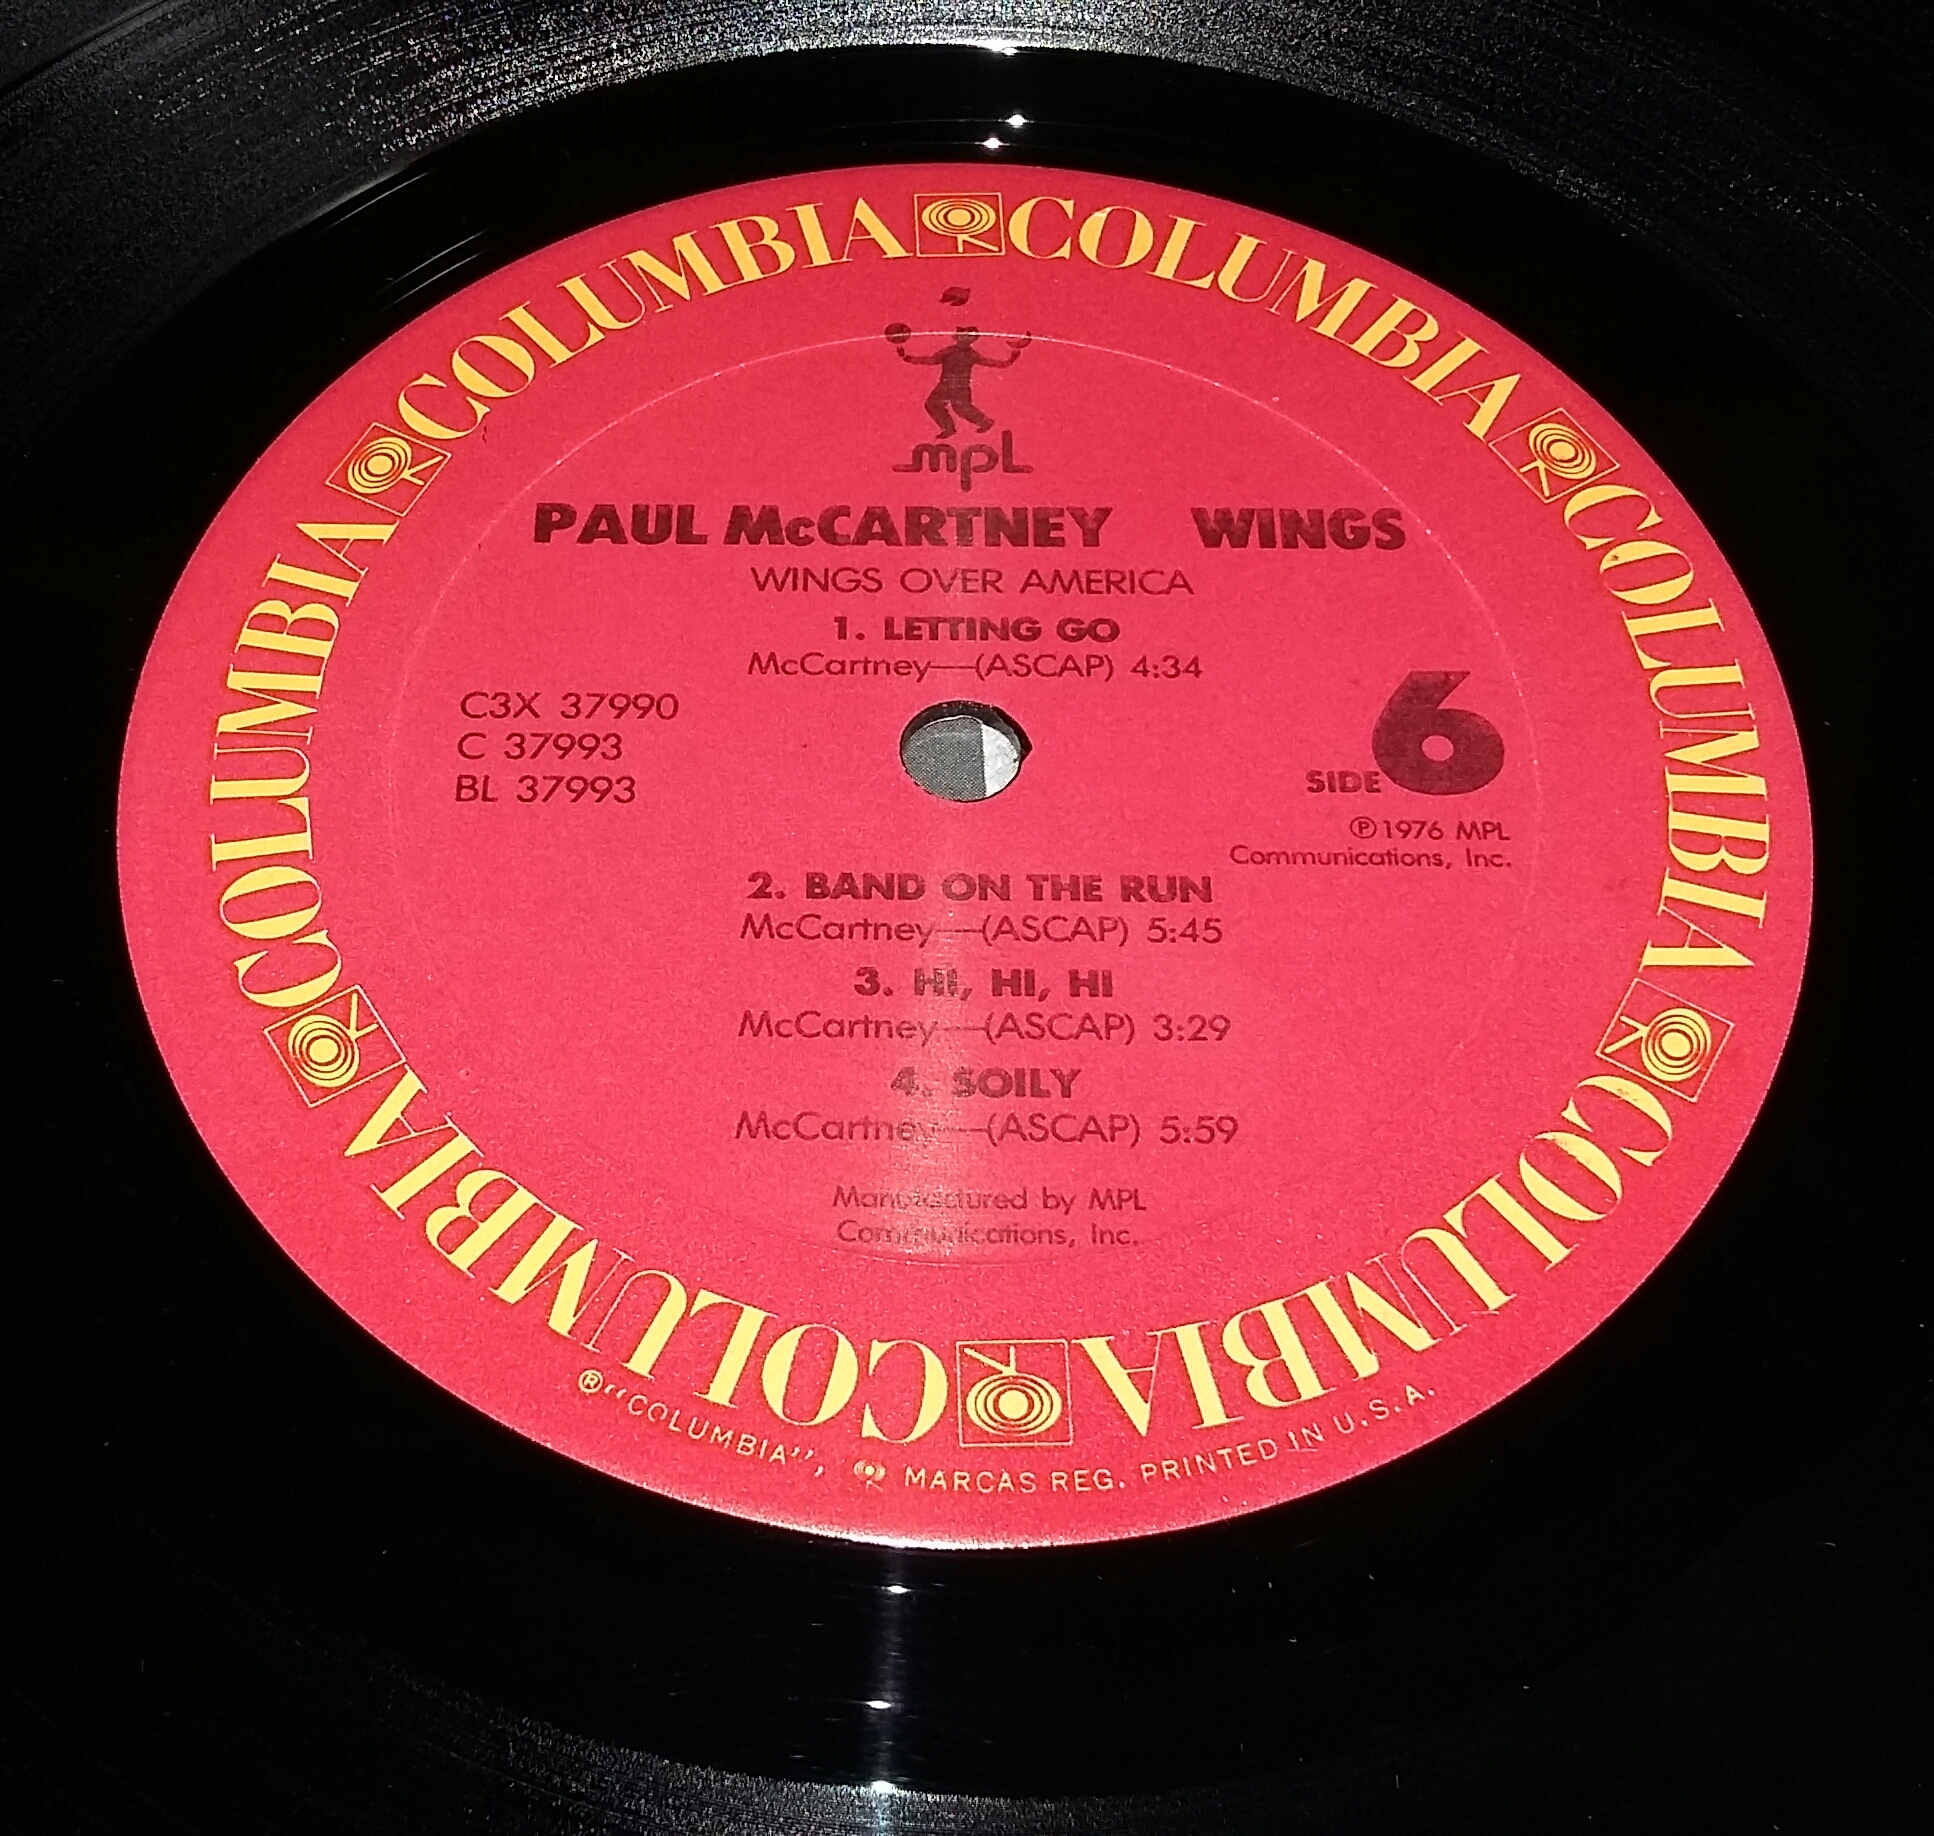 COLUMBIA COLUMBIA COLUMBIA COLUMBIA COLUMBIA COLUMBIA
mpL
PAUL McCARTNEY WINGS
WINGS OVER AMERICA
1. LETTING GO
McCartney—(ASCAP) 4:34
C3X 37990
C 37993
BL 37993
SIDE 6
℗ 1976 MPL
Communications, Inc.
2. BAND ON THE RUN
McCartney—(ASCAP) 5:45
3. HI, HI, HI
McCartney—(ASCAP) 3:29
4. SOILY
McCartney—(ASCAP) 5:59
Manufactured by MPL
Communications, Inc.
®"COLUMBIA", MARCAS REG. PRINTED IN U.S.A.